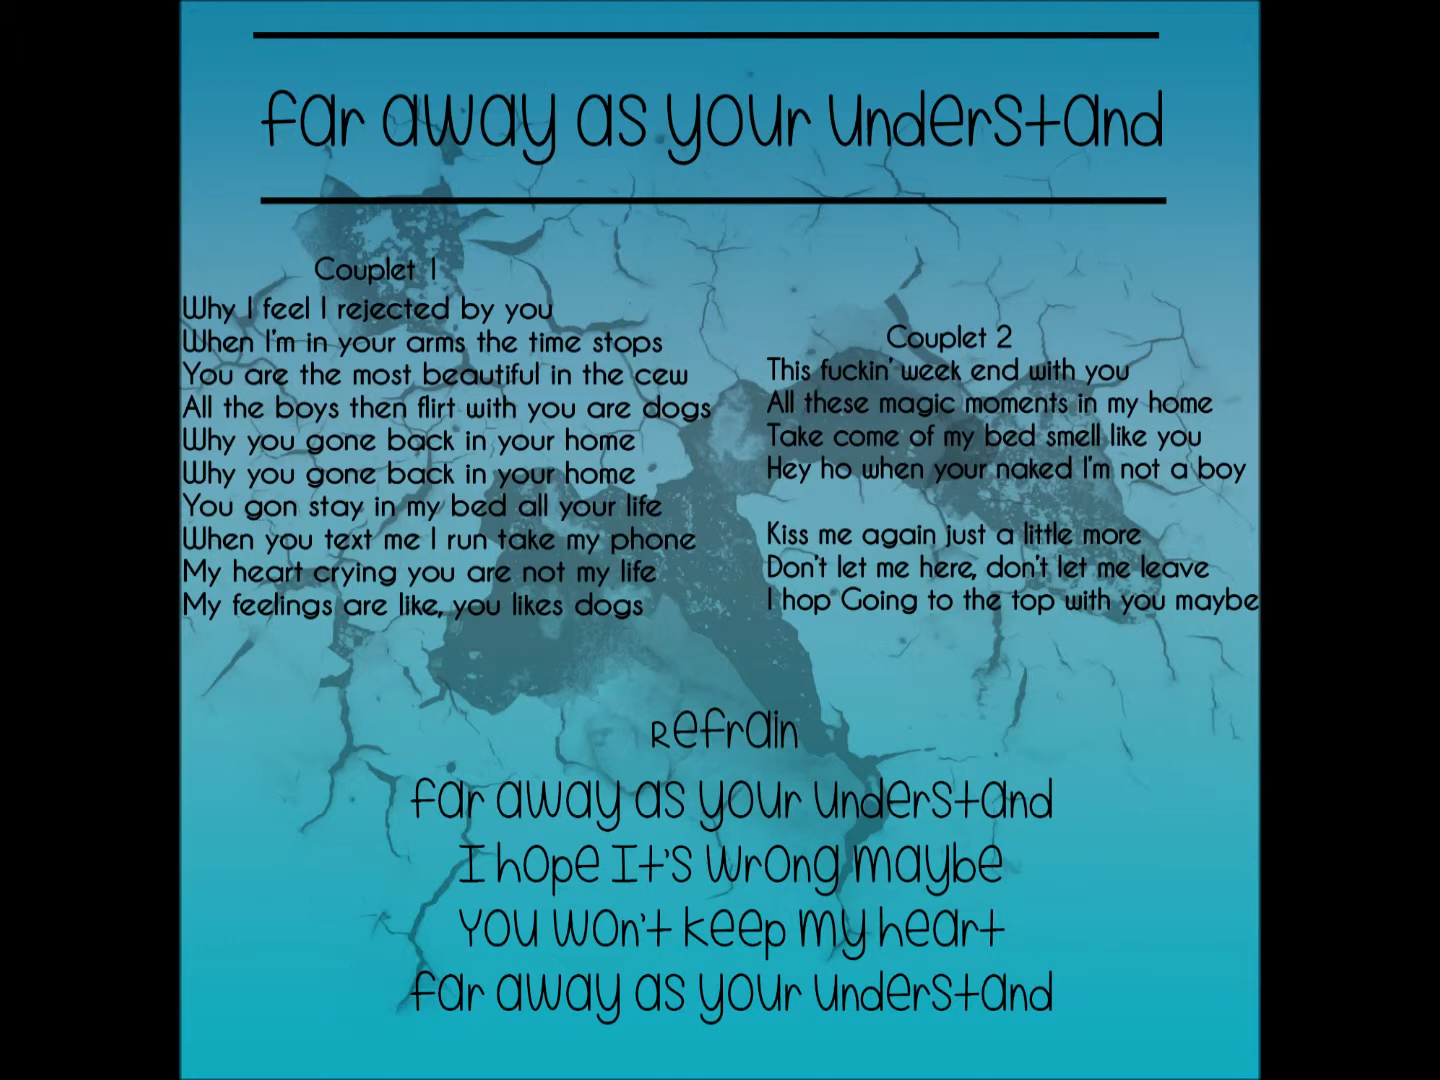 far away as your understand
Couplet 1
Why I feel I rejected by you
When I'm in your arms the time stops
You are the most beautiful in the cew
All the boys then flirt with you are dogs
Why you gone back in your home
Why you gone back in your home
You gon stay in my bed all your life
When you text me I run take my phone
My heart crying you are not my life
My feelings are like, you likes dogs
Couplet 2
This fuckin' week end with you
All these magic moments in my home
Take come of my bed smell like you
Hey ho when your naked I'm not a boy
Kiss me again just a little more
Don't let me here, don't let me leave
I hop Going to the top with you maybe
Refrain
far away as your understand
I hope It's wrong maybe
You won't keep my heart
far away as your understand